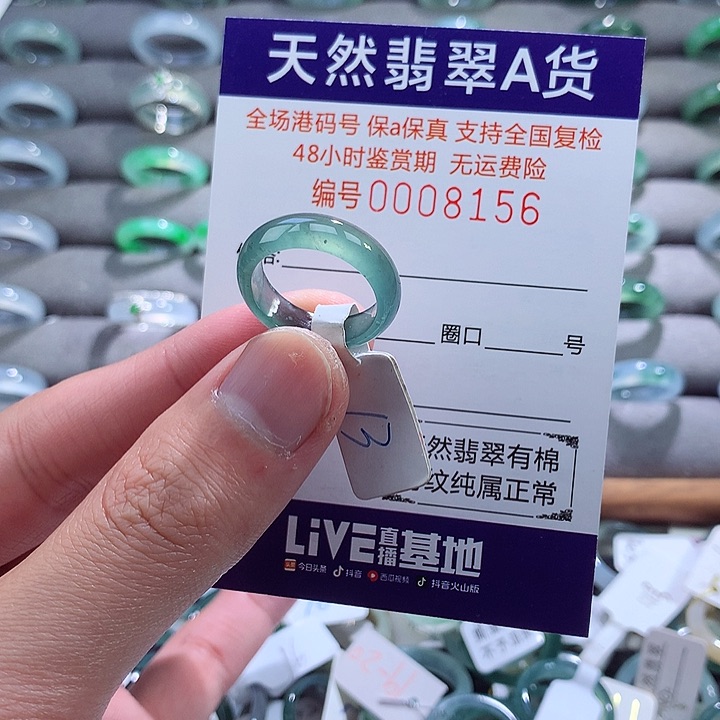 天然翡翠A货
全场港码号 保a保真 支持全国复检
48小时鉴赏期 无运费险
编号0008156
圈口 号
13
然翡翠有棉
纹纯属正常
LiVE直播基地
今日头条 抖音 西瓜视频 抖音火山版